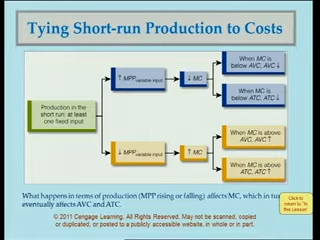 Tying Short-run Production to Costs
Production in the
short run: at least
one fixed input
↑ MPP variable input
↓ MC
When MC is
below AVC, AVC ↓
When MC is
below ATC, ATC ↓
↓ MPP variable input
↑ MC
When MC is above
AVC, AVC ↑
When MC is above
ATC, ATC ↑
What happens in terms of production (MPP rising or falling) affects MC, which in
eventually affects AVC and ATC.
Click to
return to "In
this Lesson"
© 2011 Cengage Learning. All Rights Reserved. May not be scanned, copied
or duplicated, or posted to a publicly accessible website, in whole or in part.